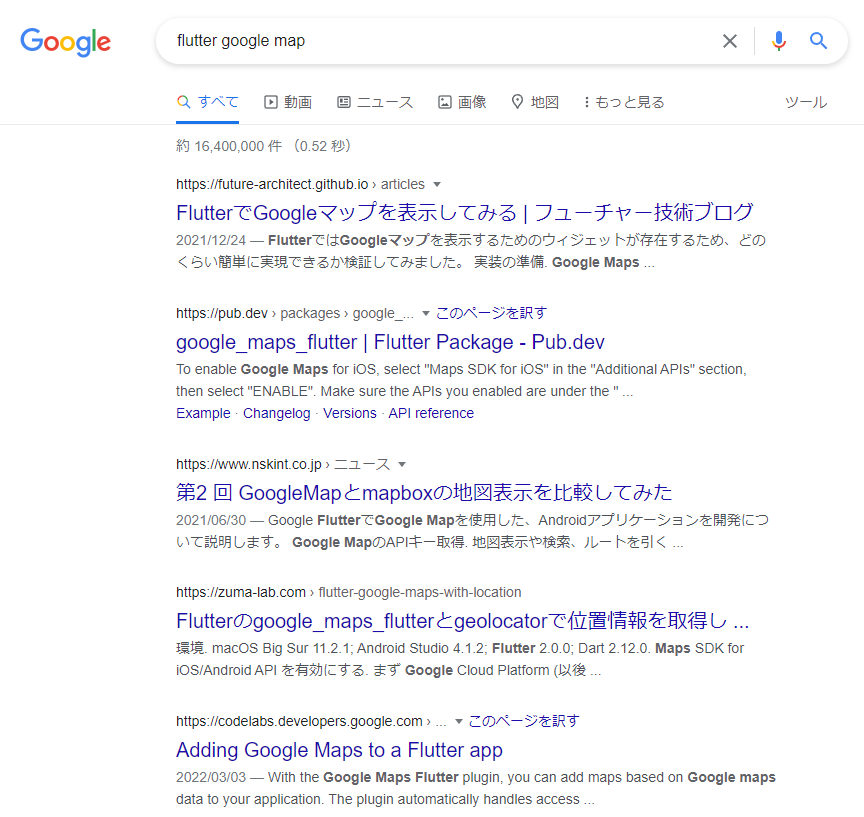 Google
flutter google map
すべて 動画 ニュース 画像 地図 もっと見る ツール
約 16,400,000 件 （0.52 秒）
https://future-architect.github.io › articles
FlutterでGoogleマップを表示してみる | フューチャー技術ブログ
2021/12/24 — FlutterではGoogleマップを表示するためのウィジェットが存在するため、どの
くらい簡単に実現できるか検証してみました。 実装の準備. Google Maps ...
https://pub.dev › packages › google_... このページを訳す
google_maps_flutter | Flutter Package - Pub.dev
To enable Google Maps for iOS, select "Maps SDK for iOS" in the "Additional APIs" section,
then select "ENABLE". Make sure the APIs you enabled are under the " ...
Example · Changelog · Versions · API reference
https://www.nskint.co.jp › ニュース
第2 回 GoogleMapとmapboxの地図表示を比較してみた
2021/06/30 — Google FlutterでGoogle Mapを使用した、Androidアプリケーションを開発につ
いて説明します。 Google MapのAPIキー取得. 地図表示や検索、ルートを引く ...
https://zuma-lab.com › flutter-google-maps-with-location
Flutterのgoogle_maps_flutterとgeolocatorで位置情報を取得し ...
環境. macOS Big Sur 11.2.1; Android Studio 4.1.2; Flutter 2.0.0; Dart 2.12.0. Maps SDK for
iOS/Android API を有効にする. まず Google Cloud Platform (以後 ...
https://codelabs.developers.google.com › ... このページを訳す
Adding Google Maps to a Flutter app
2022/03/03 — With the Google Maps Flutter plugin, you can add maps based on Google maps
data to your application. The plugin automatically handles access ...